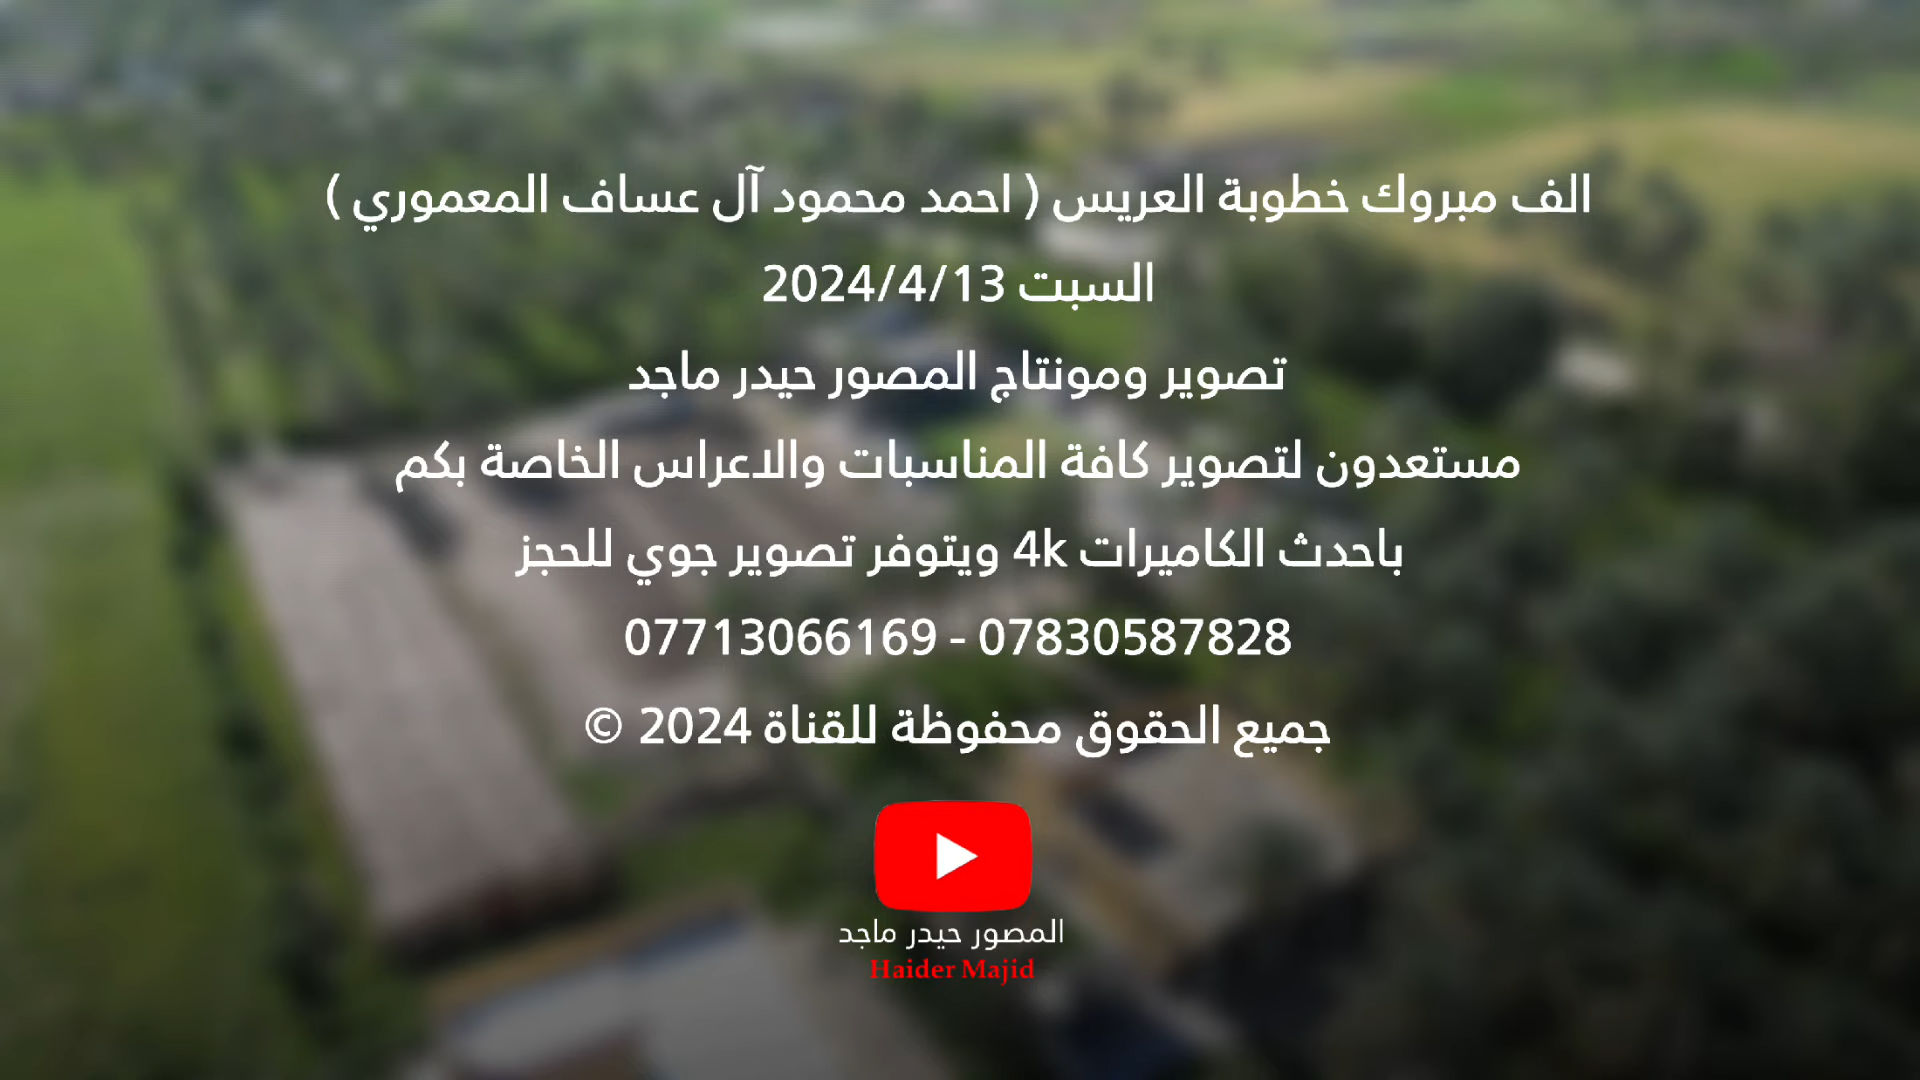 الف مبروك خطوبة العريس ( احمد محمود آل عساف المعموري )
السبت 2024/4/13
تصوير ومونتاج المصور حيدر ماجد
مستعدون لتصوير كافة المناسبات والاعراس الخاصة بكم
باحدث الكاميرات 4k ويتوفر تصوير جوي للحجز
07713066169 - 07830587828
جميع الحقوق محفوظة للقناة 2024 ©
المصور حيدر ماجد
Haider Majid